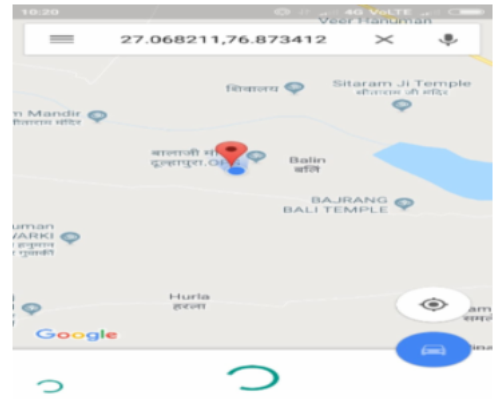 10:20
4G VoLTE
Veer Hanuman
27.068211,76.873412
शिवालय
Sitaram Ji Temple
सीताराम जी मंदिर
Mandir
सीताराम मंदिर
बालाजी
दूल्हापुरा.
Balin
बलि
BAJRANG
BALI TEMPLE
Hurla
हरला
Google